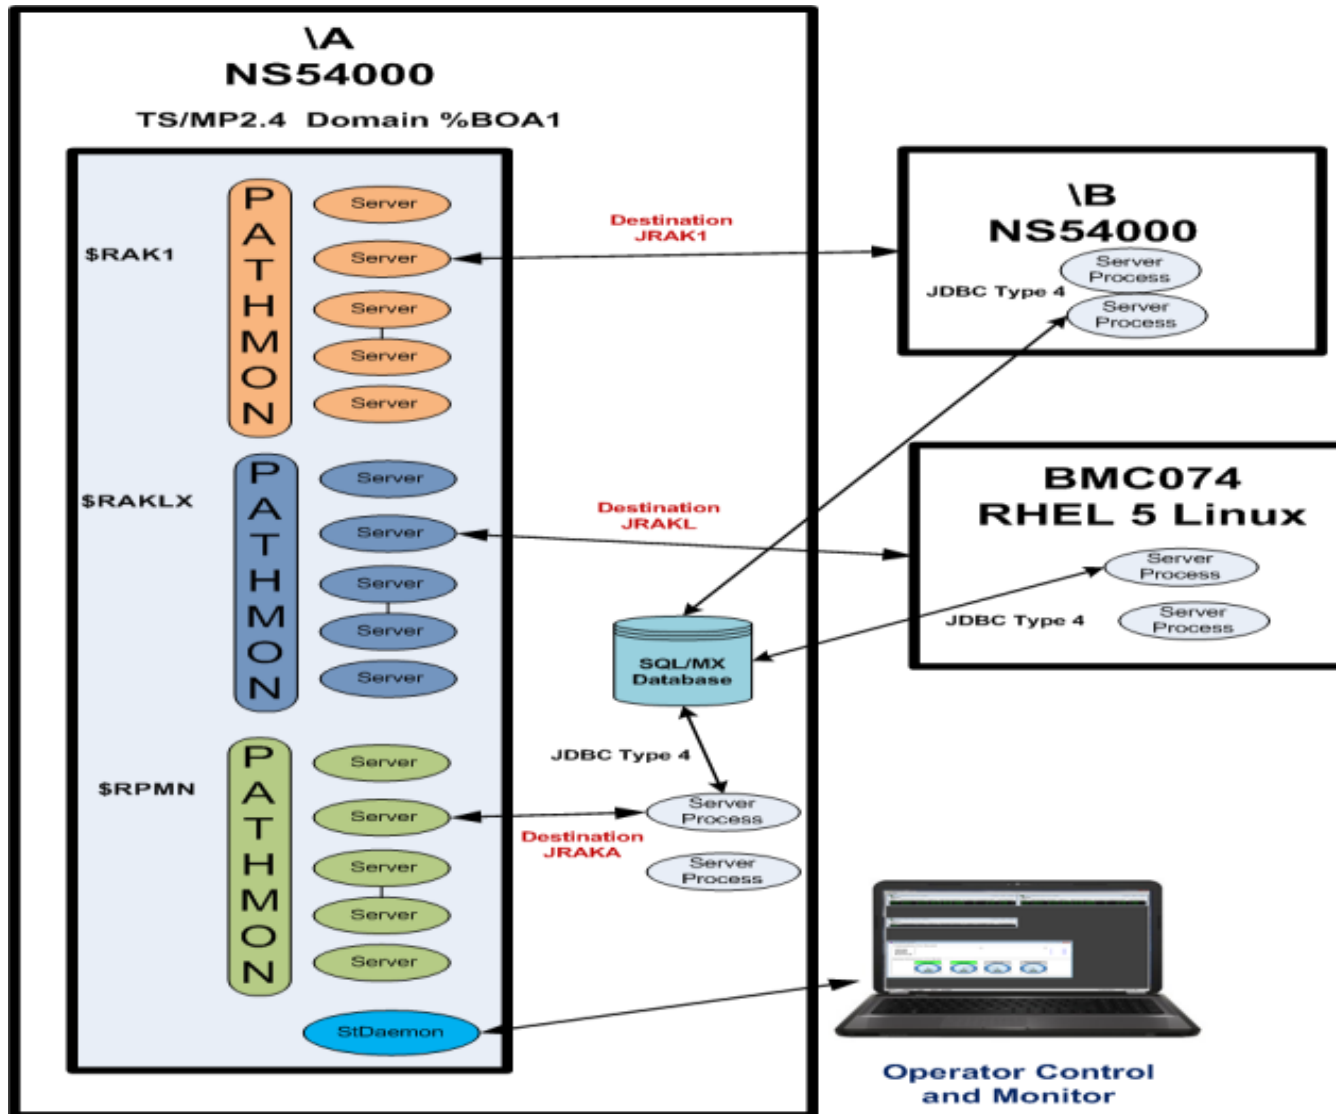 \A
NS54000
TS/MP2.4 Domain %BOA1
$RAK1
P
A
T
H
M
O
N
Server
Server
Server
Server
Server
Destination
JRAK1
\B
NS54000
Server
Process
JDBC Type 4
Server
Process
$RAKLX
P
A
T
H
M
O
N
Server
Server
Server
Server
Server
Destination
JRAKL
BMC074
RHEL 5 Linux
Server
Process
JDBC Type 4
Server
Process
SQL/MX
Database
JDBC Type 4
$RPMN
P
A
T
H
M
O
N
Server
Server
Server
Server
Server
Destination
JRAKA
Server
Process
Server
Process
StDaemon
Operator Control
and Monitor